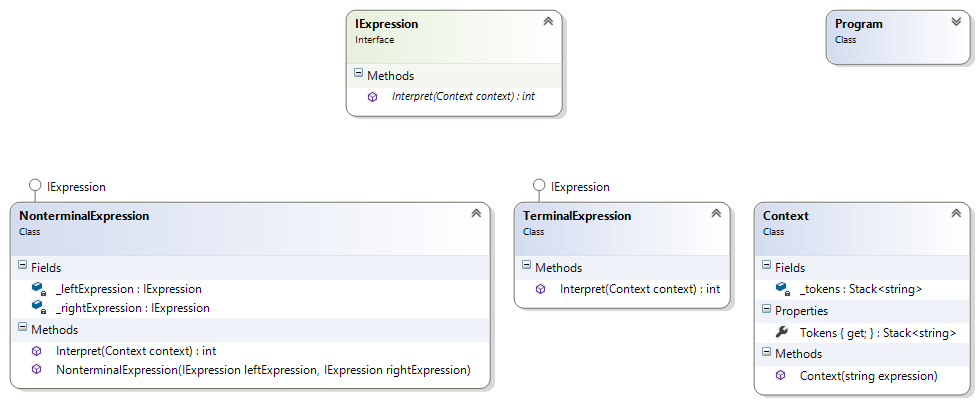 IExpression
Interface
Methods
Interpret(Context context) : int
Program
Class
IExpression
NonterminalExpression
Class
Fields
_leftExpression : IExpression
_rightExpression : IExpression
Methods
Interpret(Context context) : int
NonterminalExpression(IExpression leftExpression, IExpression rightExpression)
IExpression
TerminalExpression
Class
Methods
Interpret(Context context) : int
Context
Class
Fields
_tokens : Stack<string>
Properties
Tokens { get; } : Stack<string>
Methods
Context(string expression)